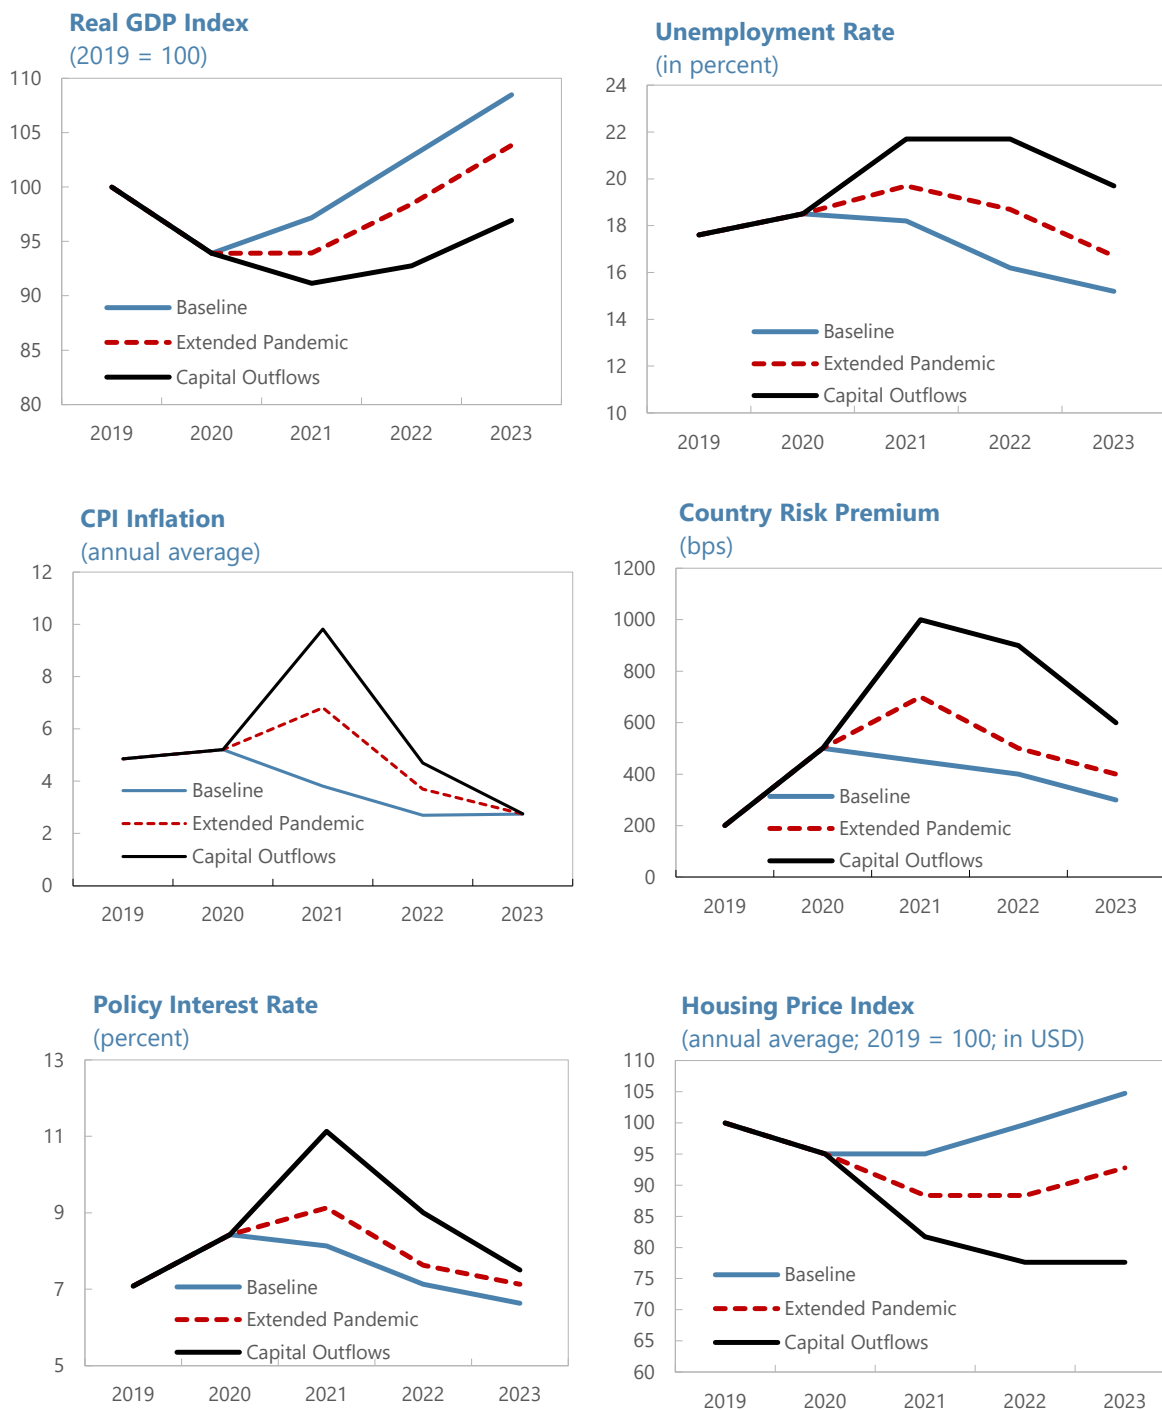 Real GDP Index
(2019 = 100)
110
105
100
95
90
85
80
Baseline
Extended Pandemic
Capital Outflows
2019 2020 2021 2022 2023
Unemployment Rate
(in percent)
24
22
20
18
16
14
12
10
Baseline
Extended Pandemic
Capital Outflows
2019 2020 2021 2022 2023
CPI Inflation
(annual average)
12
10
8
6
4
2
0
Baseline
Extended Pandemic
Capital Outflows
2019 2020 2021 2022 2023
Country Risk Premium
(bps)
1200
1000
800
600
400
200
0
Baseline
Extended Pandemic
Capital Outflows
2019 2020 2021 2022 2023
Policy Interest Rate
(percent)
13
11
9
7
5
Baseline
Extended Pandemic
Capital Outflows
2019 2020 2021 2022 2023
Housing Price Index
(annual average; 2019 = 100; in USD)
110
105
100
95
90
85
80
75
70
65
60
Baseline
Extended Pandemic
Capital Outflows
2019 2020 2021 2022 2023